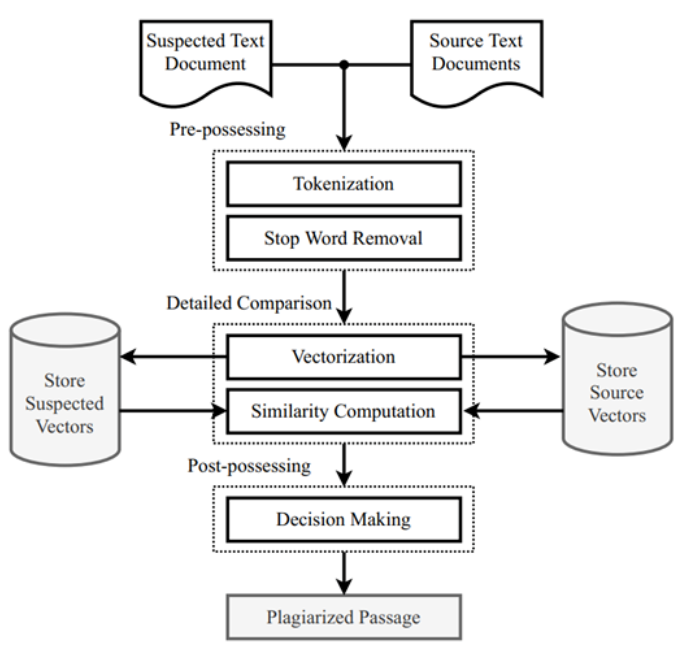 Suspected Text
Document
Source Text
Documents
Pre-possessing
Tokenization
Stop Word Removal
Detailed Comparison
Vectorization
Store
Suspected
Vectors
Store
Source
Vectors
Similarity Computation
Post-possessing
Decision Making
Plagiarized Passage